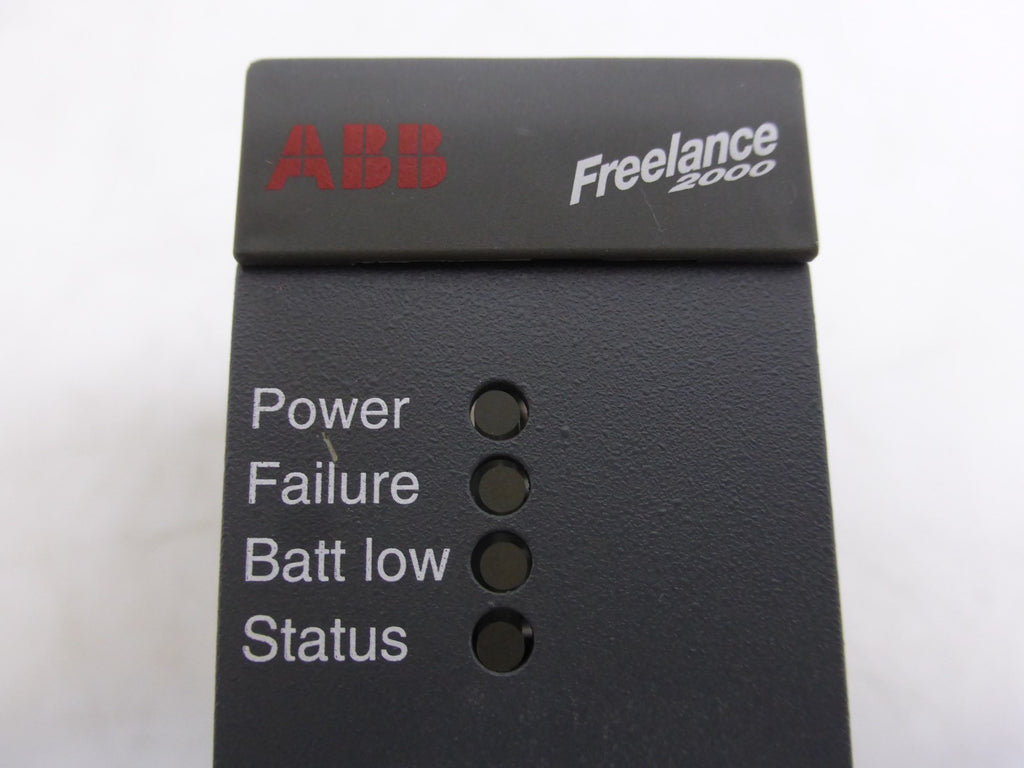 ABB
Freelance
2000
Power
Failure
Batt low
Status